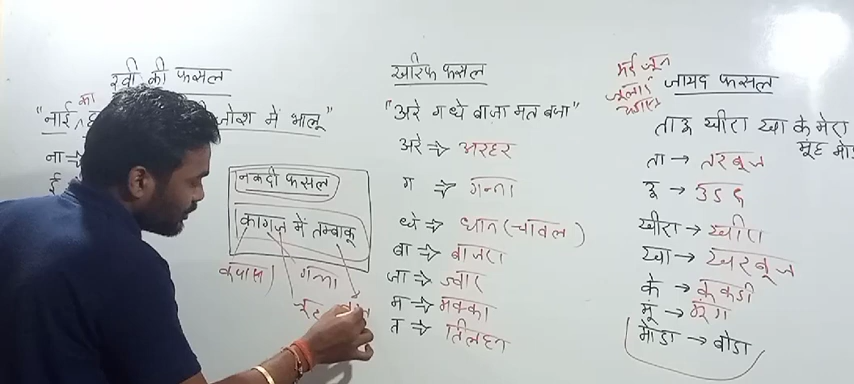 रबी की फसल
"नाई का
जोश में भालू"
ना⇒
ई
नकदी फसल
कागज़ में तम्बाकू
कपास
गन्ना
खरिफ फसल
"अरे गधे बाजा मत बजा"
अरे ⇒ अरहर
ग ⇒ गन्ना
धे ⇒ धान (चावल)
बा ⇒ बाजरा
जा ⇒ ज्वार
म ⇒ मक्का
त ⇒ तिलहन
मई जून
जुलाई
जायद फसल
ताऊ खीरा खा के मेरा
मूंह मोड
ता → तरबूज
ऊ → उडद
खीरा → खीरा
खा → खरबूज
के → ककडी
मूं → मूंग
मोडा → बोडा